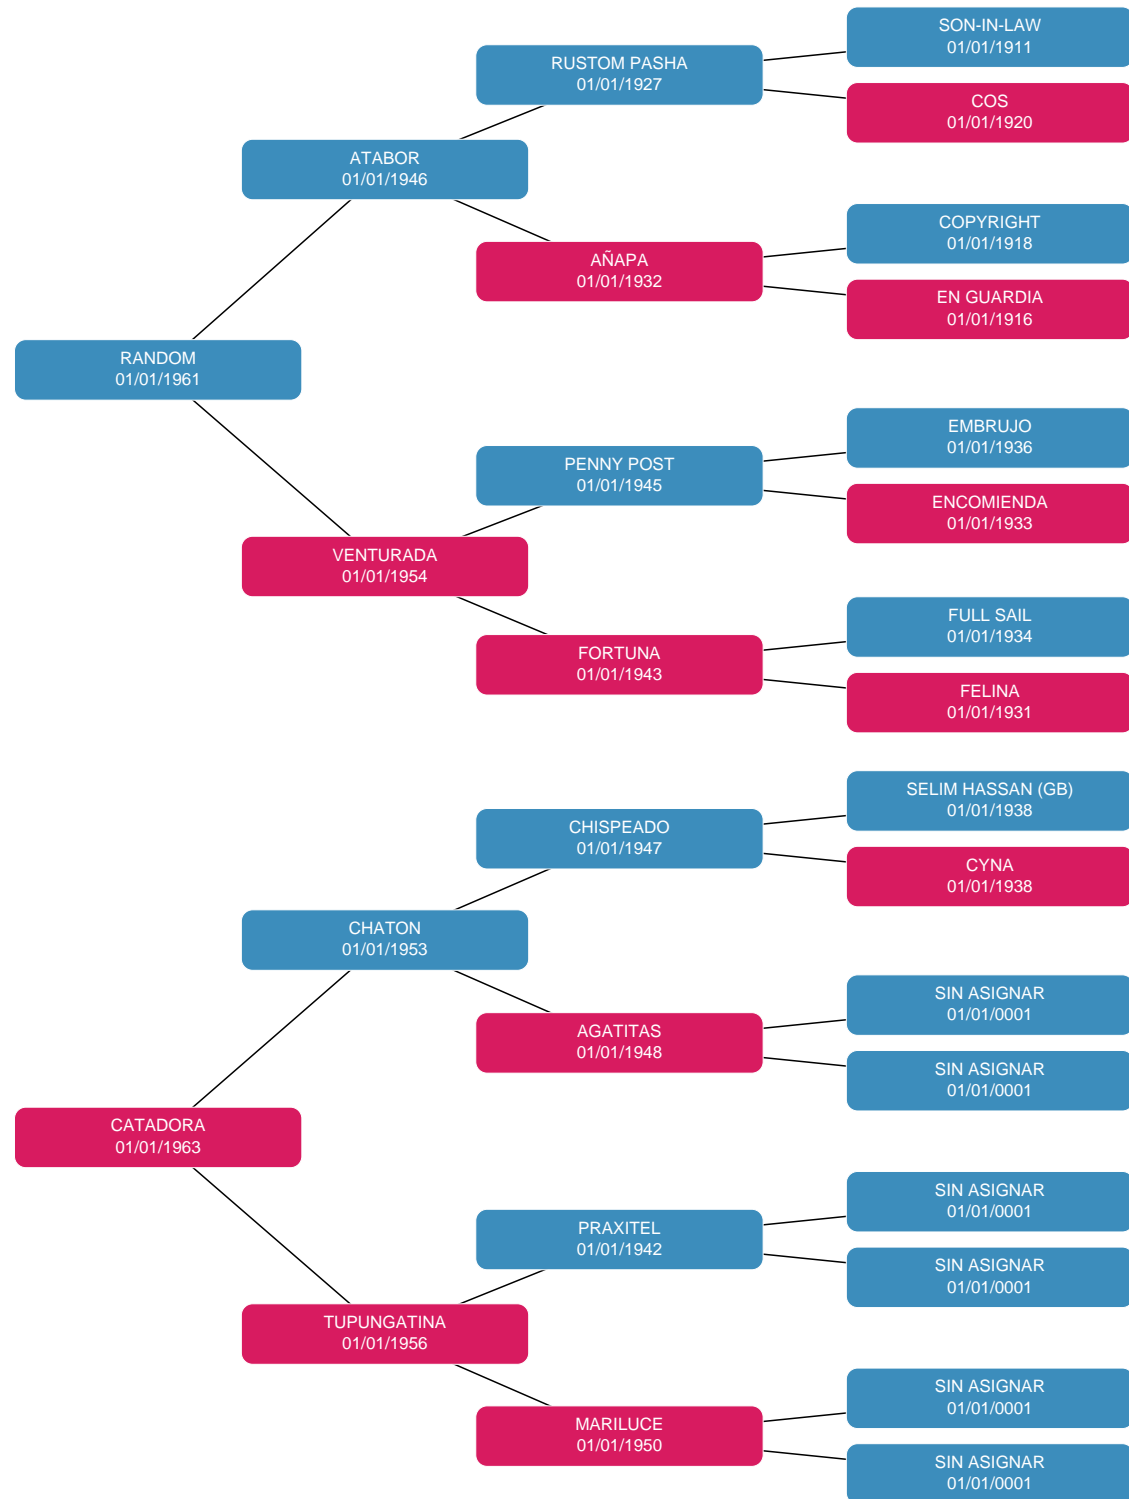 SON-IN-LAW
01/01/1911
RUSTOM PASHA
01/01/1927
COS
01/01/1920
ATABOR
01/01/1946
COPYRIGHT
01/01/1918
AÑAPA
01/01/1932
EN GUARDIA
01/01/1916
RANDOM
01/01/1961
EMBRUJO
01/01/1936
PENNY POST
01/01/1945
ENCOMIENDA
01/01/1933
VENTURADA
01/01/1954
FULL SAIL
01/01/1934
FORTUNA
01/01/1943
FELINA
01/01/1931
SELIM HASSAN (GB)
01/01/1938
CHISPEADO
01/01/1947
CYNA
01/01/1938
CHATON
01/01/1953
SIN ASIGNAR
01/01/0001
AGATITAS
01/01/1948
SIN ASIGNAR
01/01/0001
CATADORA
01/01/1963
SIN ASIGNAR
01/01/0001
PRAXITEL
01/01/1942
SIN ASIGNAR
01/01/0001
TUPUNGATINA
01/01/1956
SIN ASIGNAR
01/01/0001
MARILUCE
01/01/1950
SIN ASIGNAR
01/01/0001